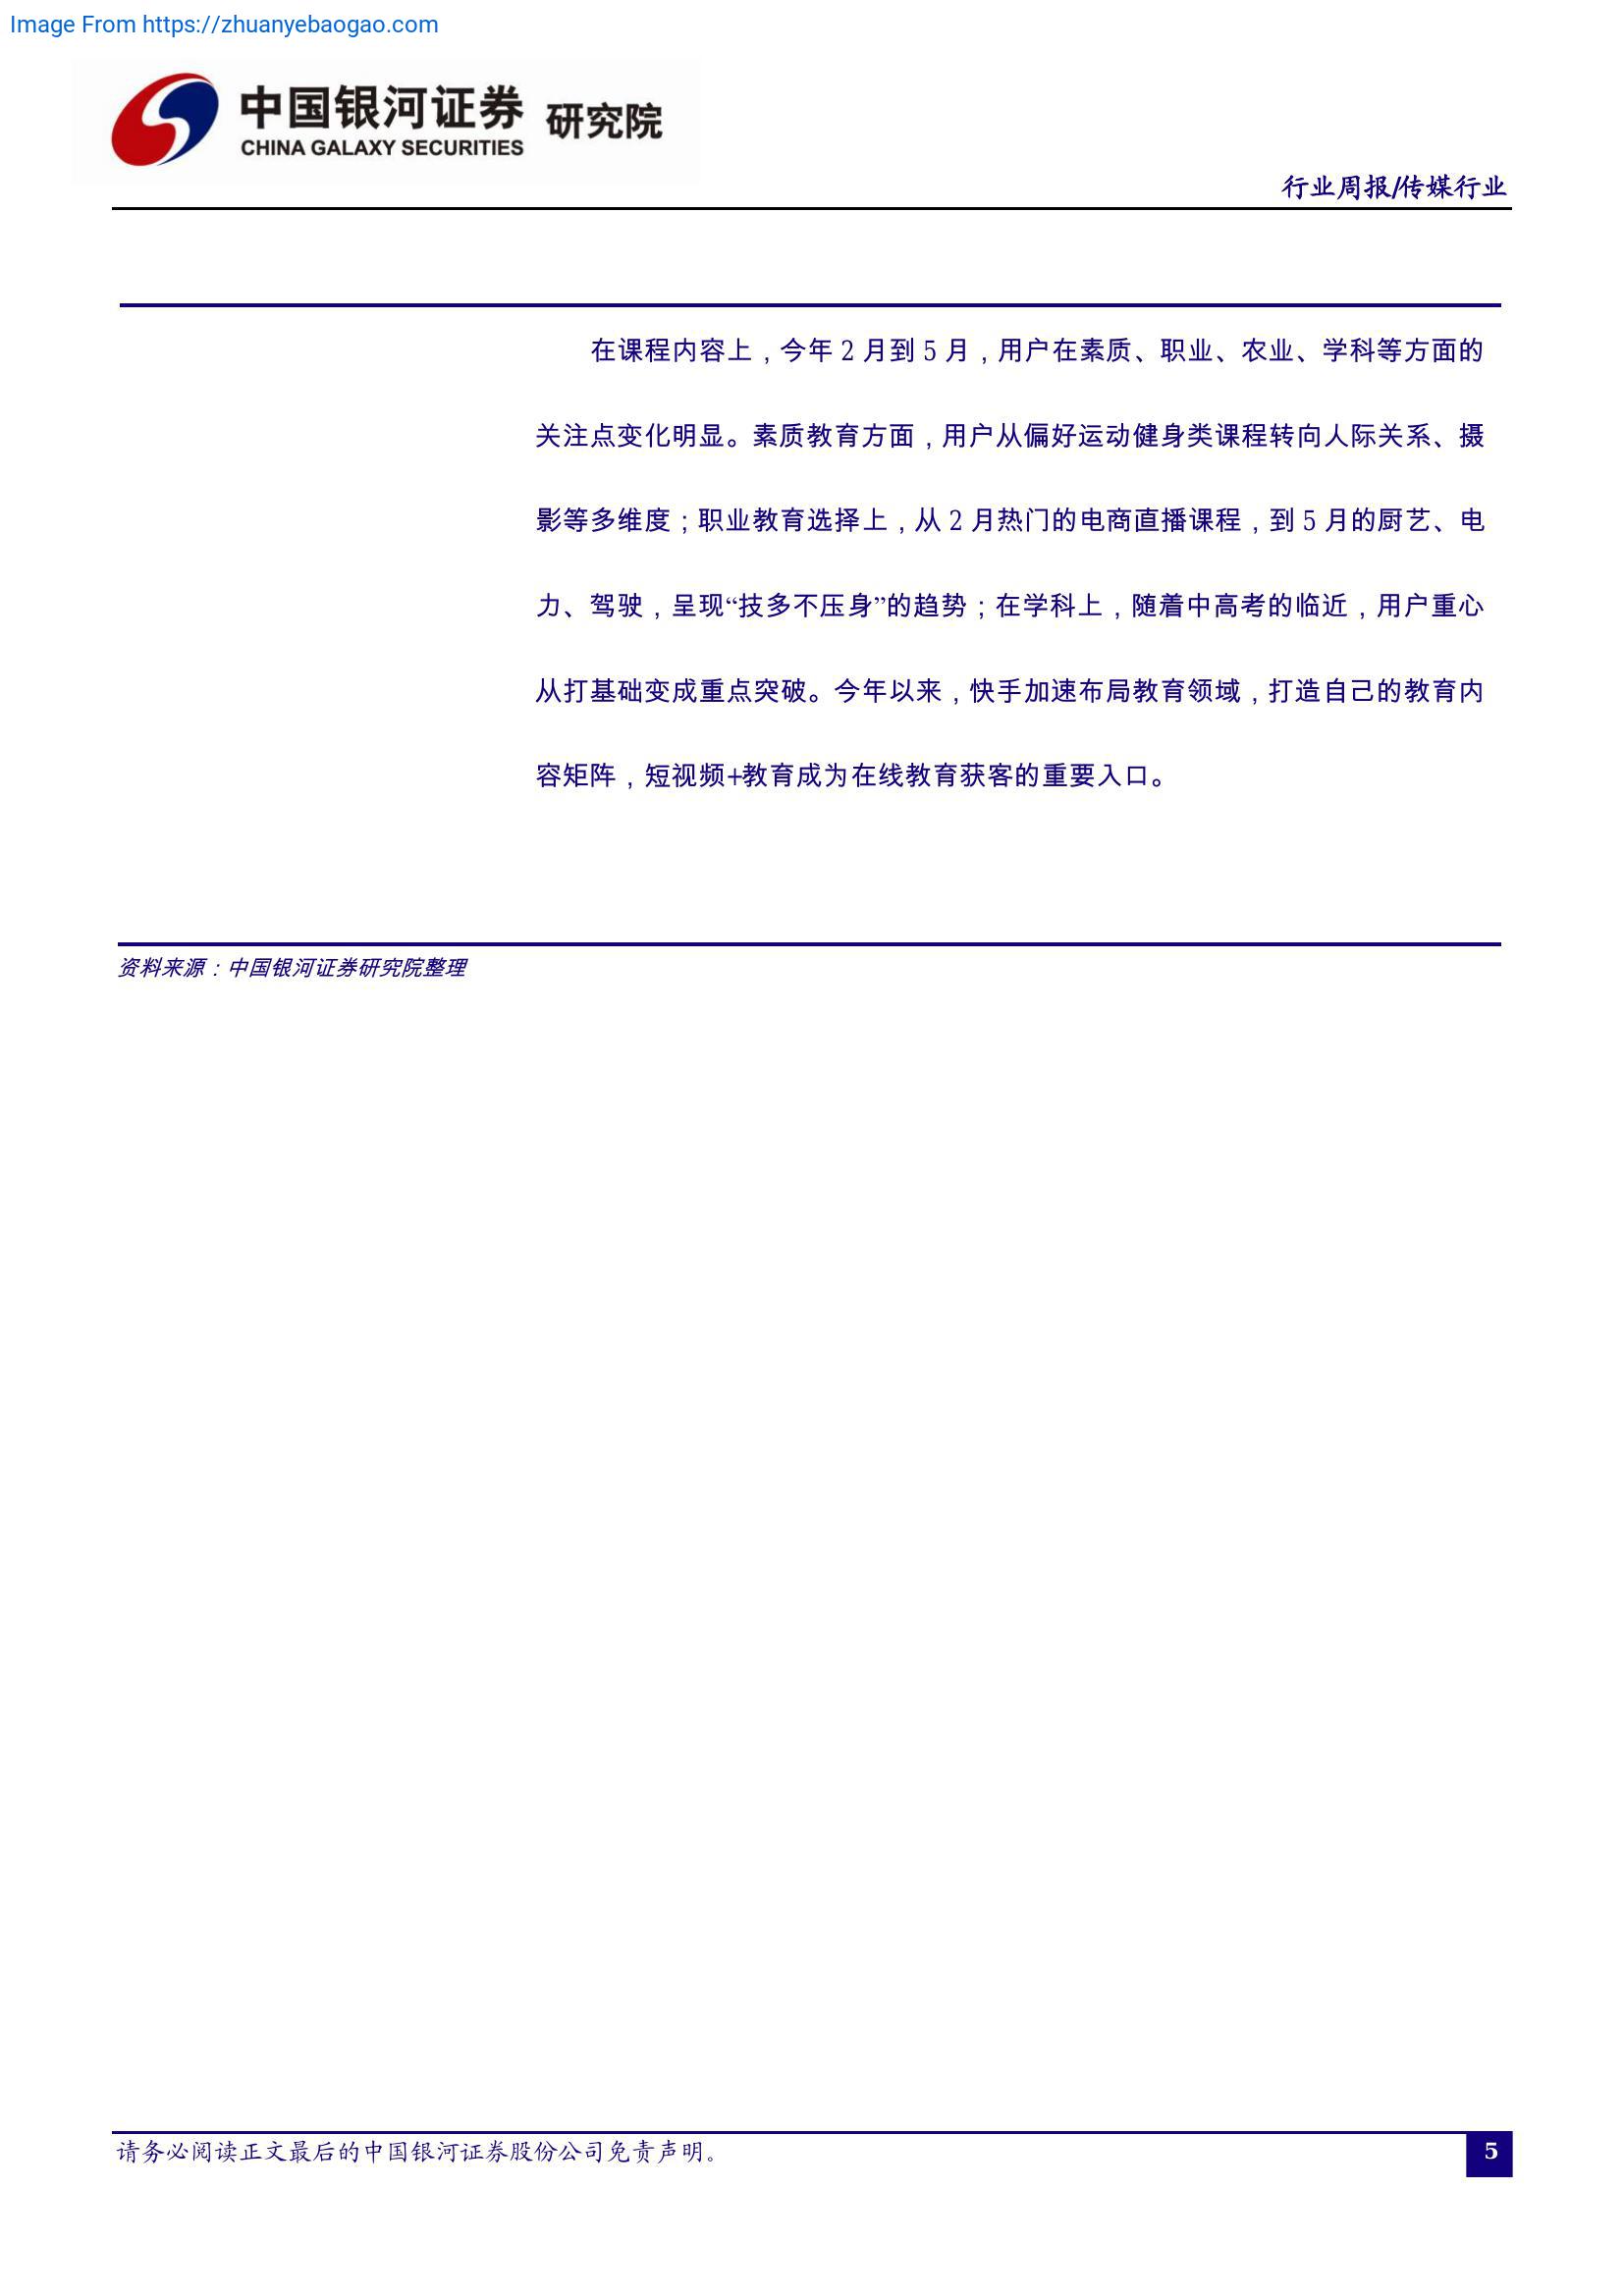 Image From https://zhuanyebaogao.com
中国银河证券 研究院
CHINA GALAXY SECURITIES
行业周报/传媒行业
在课程内容上，今年 2 月到 5 月，用户在素质、职业、农业、学科等方面的
关注点变化明显。素质教育方面，用户从偏好运动健身类课程转向人际关系、摄
影等多维度；职业教育选择上，从 2 月热门的电商直播课程，到 5 月的厨艺、电
力、驾驶，呈现“技多不压身”的趋势；在学科上，随着中高考的临近，用户重心
从打基础变成重点突破。今年以来，快手加速布局教育领域，打造自己的教育内
容矩阵，短视频+教育成为在线教育获客的重要入口。
资料来源：中国银河证券研究院整理
请务必阅读正文最后的中国银河证券股份公司免责声明。
5